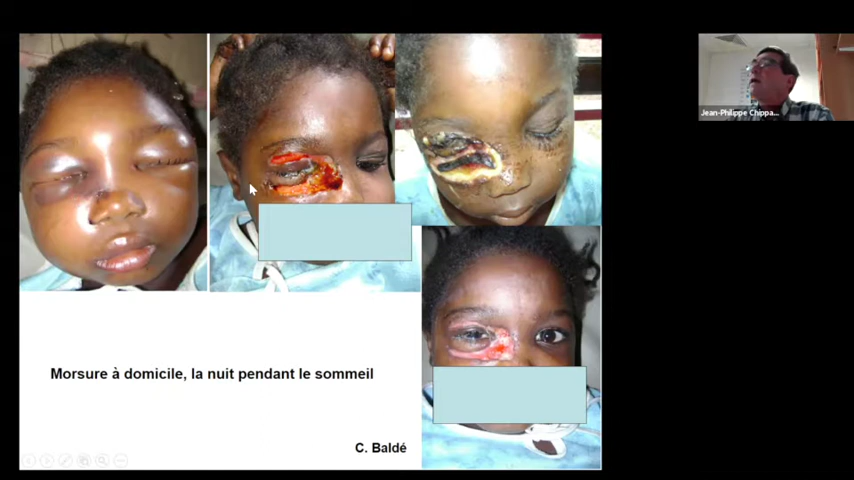 Jean-Philippe Chippa...
Morsure à domicile, la nuit pendant le sommeil
C. Baldé